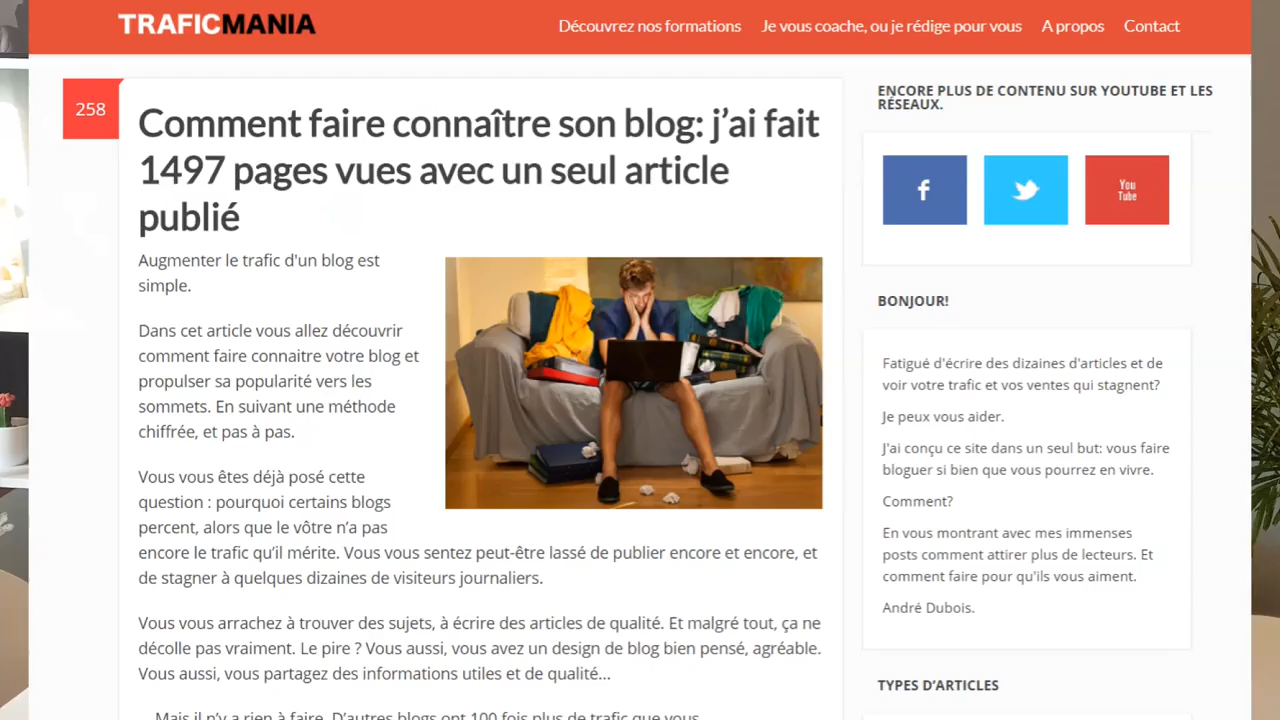 TRAFICMANIA
Découvrez nos formations
Je vous coache, ou je rédige pour vous
A propos
Contact
258
Comment faire connaître son blog: j’ai fait
1497 pages vues avec un seul article
publié
Augmenter le trafic d'un blog est
simple.
Dans cet article vous allez découvrir
comment faire connaitre votre blog et
propulser sa popularité vers les
sommets. En suivant une méthode
chiffrée, et pas à pas.
Vous vous êtes déjà posé cette
question : pourquoi certains blogs
percent, alors que le vôtre n’a pas
encore le trafic qu’il mérite. Vous vous sentez peut-être lassé de publier encore et encore, et
de stagner à quelques dizaines de visiteurs journaliers.
Vous vous arrachez à trouver des sujets, à écrire des articles de qualité. Et malgré tout, ça ne
décolle pas vraiment. Le pire ? Vous aussi, vous avez un design de blog bien pensé, agréable.
Vous aussi, vous partagez des informations utiles et de qualité…
Mais il n’y a rien à faire. D’autres blogs ont 100 fois plus de trafic que vous
ENCORE PLUS DE CONTENU SUR YOUTUBE ET LES
RÉSEAUX.
f
You
Tube
BONJOUR!
Fatigué d'écrire des dizaines d'articles et de
voir votre trafic et vos ventes qui stagnent?
Je peux vous aider.
J'ai conçu ce site dans un seul but: vous faire
bloguer si bien que vous pourrez en vivre.
Comment?
En vous montrant avec mes immenses
posts comment attirer plus de lecteurs. Et
comment faire pour qu'ils vous aiment.
André Dubois.
TYPES D’ARTICLES